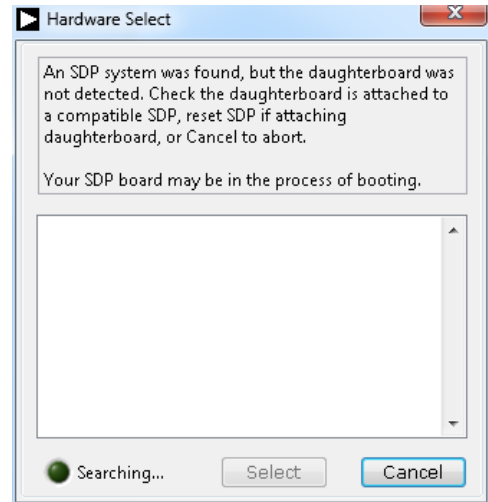 Hardware Select
An SDP system was found, but the daughterboard was
not detected. Check the daughterboard is attached to
a compatible SDP, reset SDP if attaching
daughterboard, or Cancel to abort.
Your SDP board may be in the process of booting.
Searching...
Select
Cancel